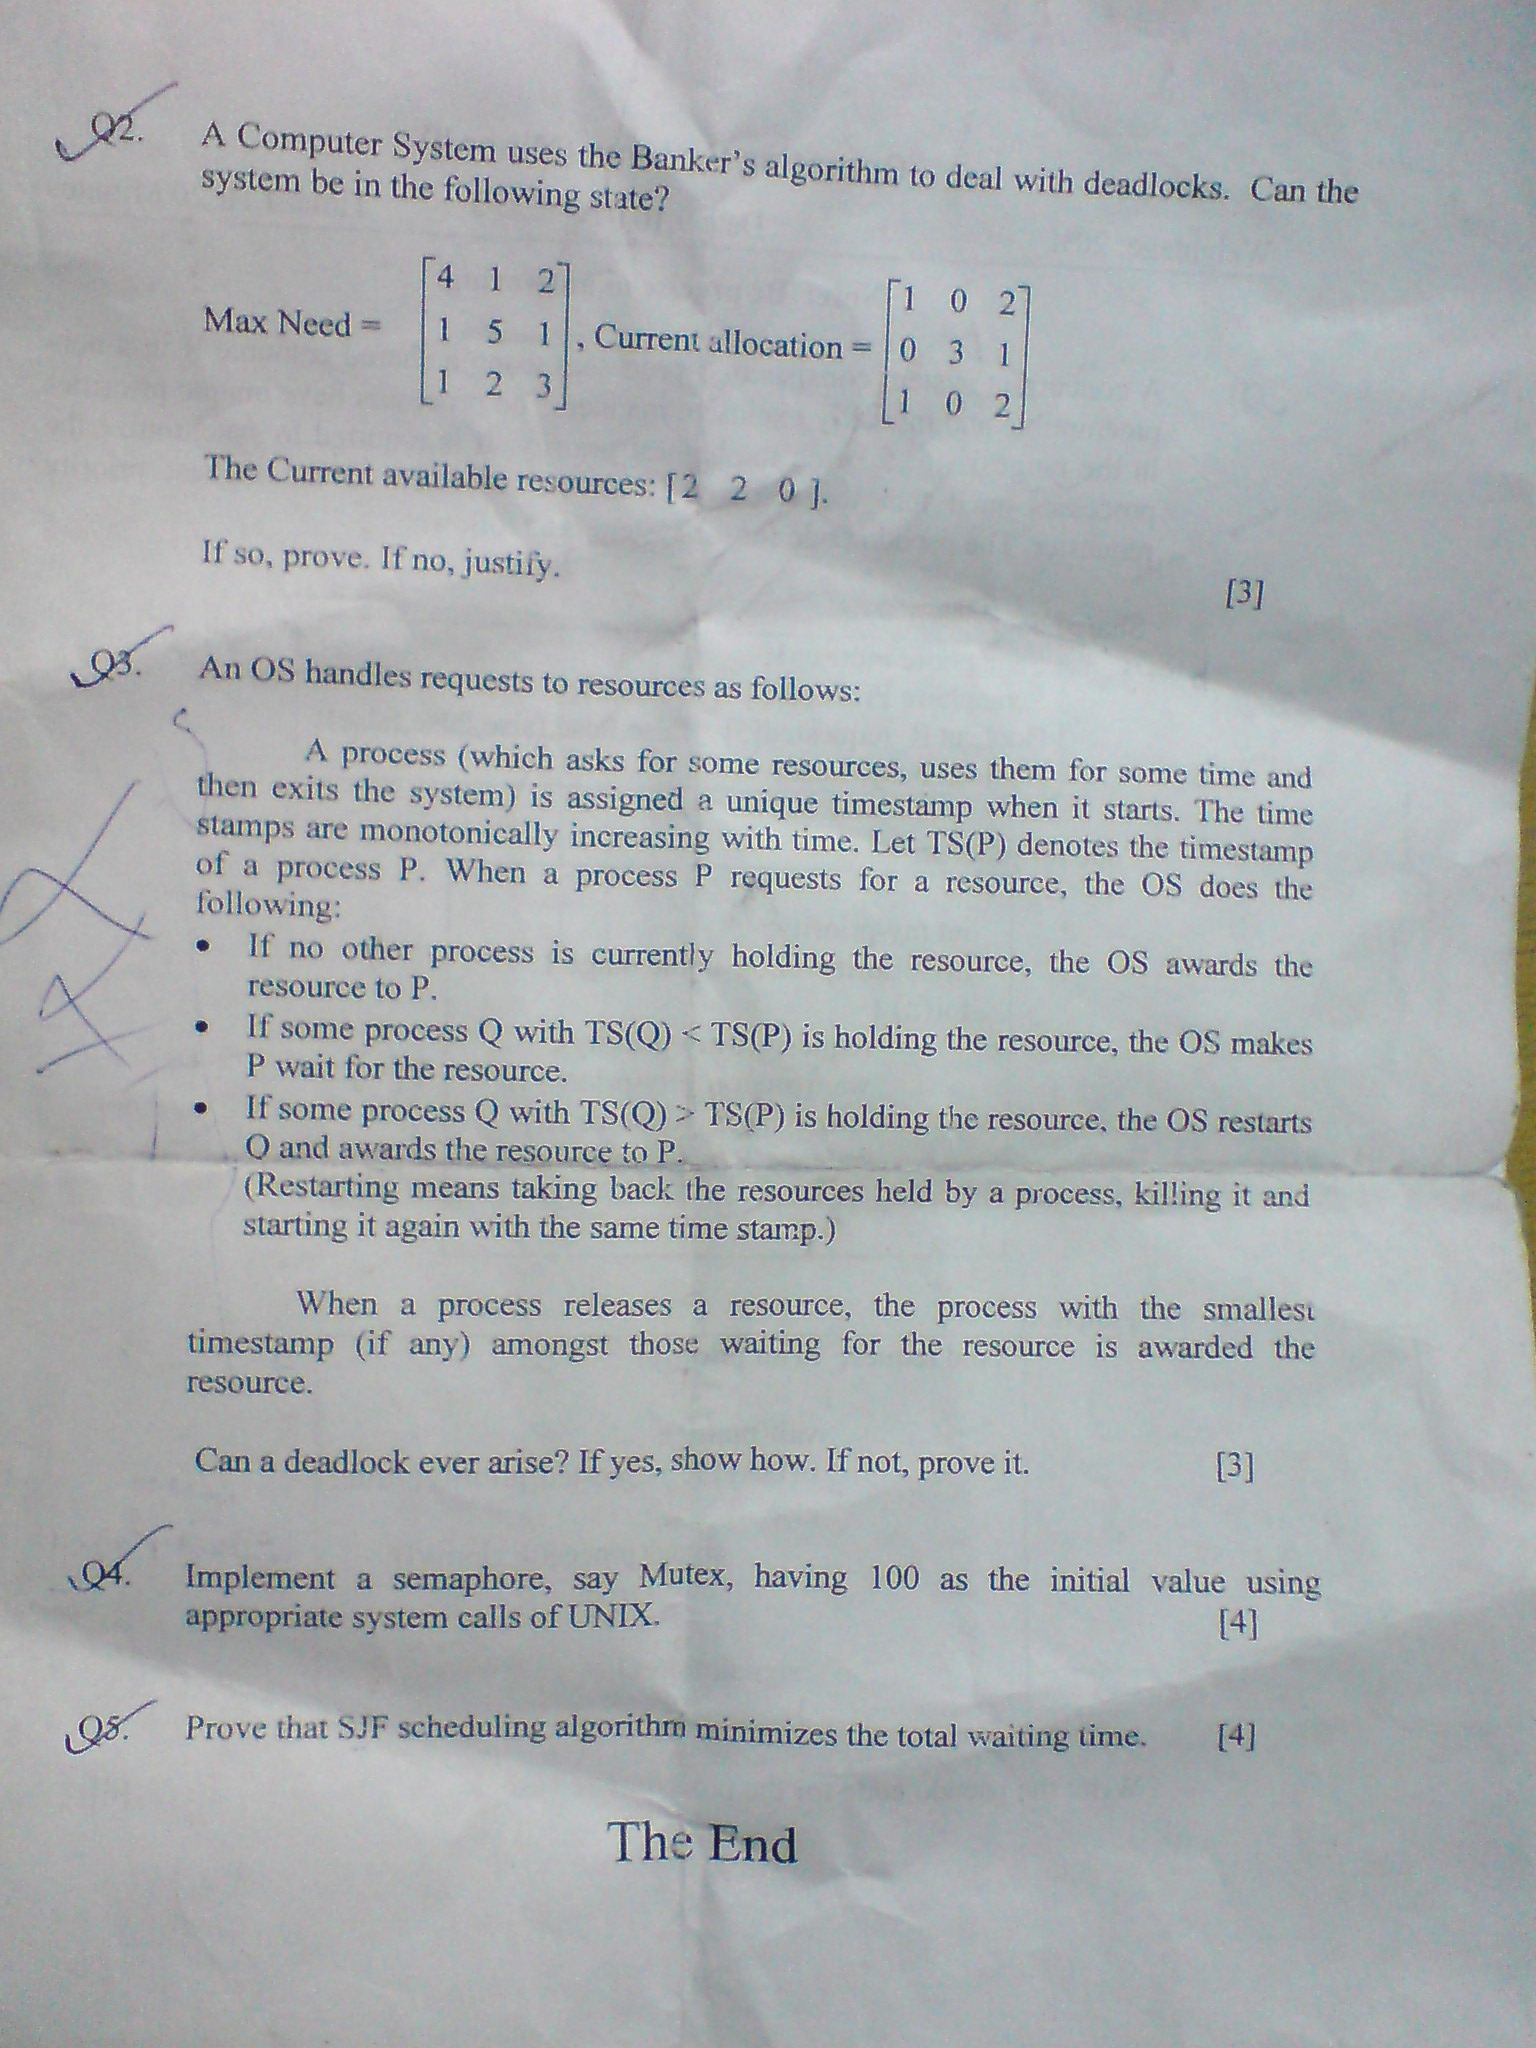 Q2. A Computer System uses the Banker's algorithm to deal with deadlocks. Can the
system be in the following state?
Max Need = [4 1 2
1 5 1
1 2 3], Current allocation = [1 0 2
0 3 1
1 0 2]
The Current available resources: [2 2 0].
If so, prove. If no, justify.
[3]
Q3. An OS handles requests to resources as follows:
A process (which asks for some resources, uses them for some time and
then exits the system) is assigned a unique timestamp when it starts. The time
stamps are monotonically increasing with time. Let TS(P) denotes the timestamp
of a process P. When a process P requests for a resource, the OS does the
following:
• If no other process is currently holding the resource, the OS awards the
resource to P.
• If some process Q with TS(Q) < TS(P) is holding the resource, the OS makes
P wait for the resource.
• If some process Q with TS(Q) > TS(P) is holding the resource, the OS restarts
Q and awards the resource to P.
(Restarting means taking back the resources held by a process, killing it and
starting it again with the same time stamp.)
When a process releases a resource, the process with the smallest
timestamp (if any) amongst those waiting for the resource is awarded the
resource.
Can a deadlock ever arise? If yes, show how. If not, prove it. [3]
Q4. Implement a semaphore, say Mutex, having 100 as the initial value using
appropriate system calls of UNIX. [4]
Q5. Prove that SJF scheduling algorithm minimizes the total waiting time. [4]
The End